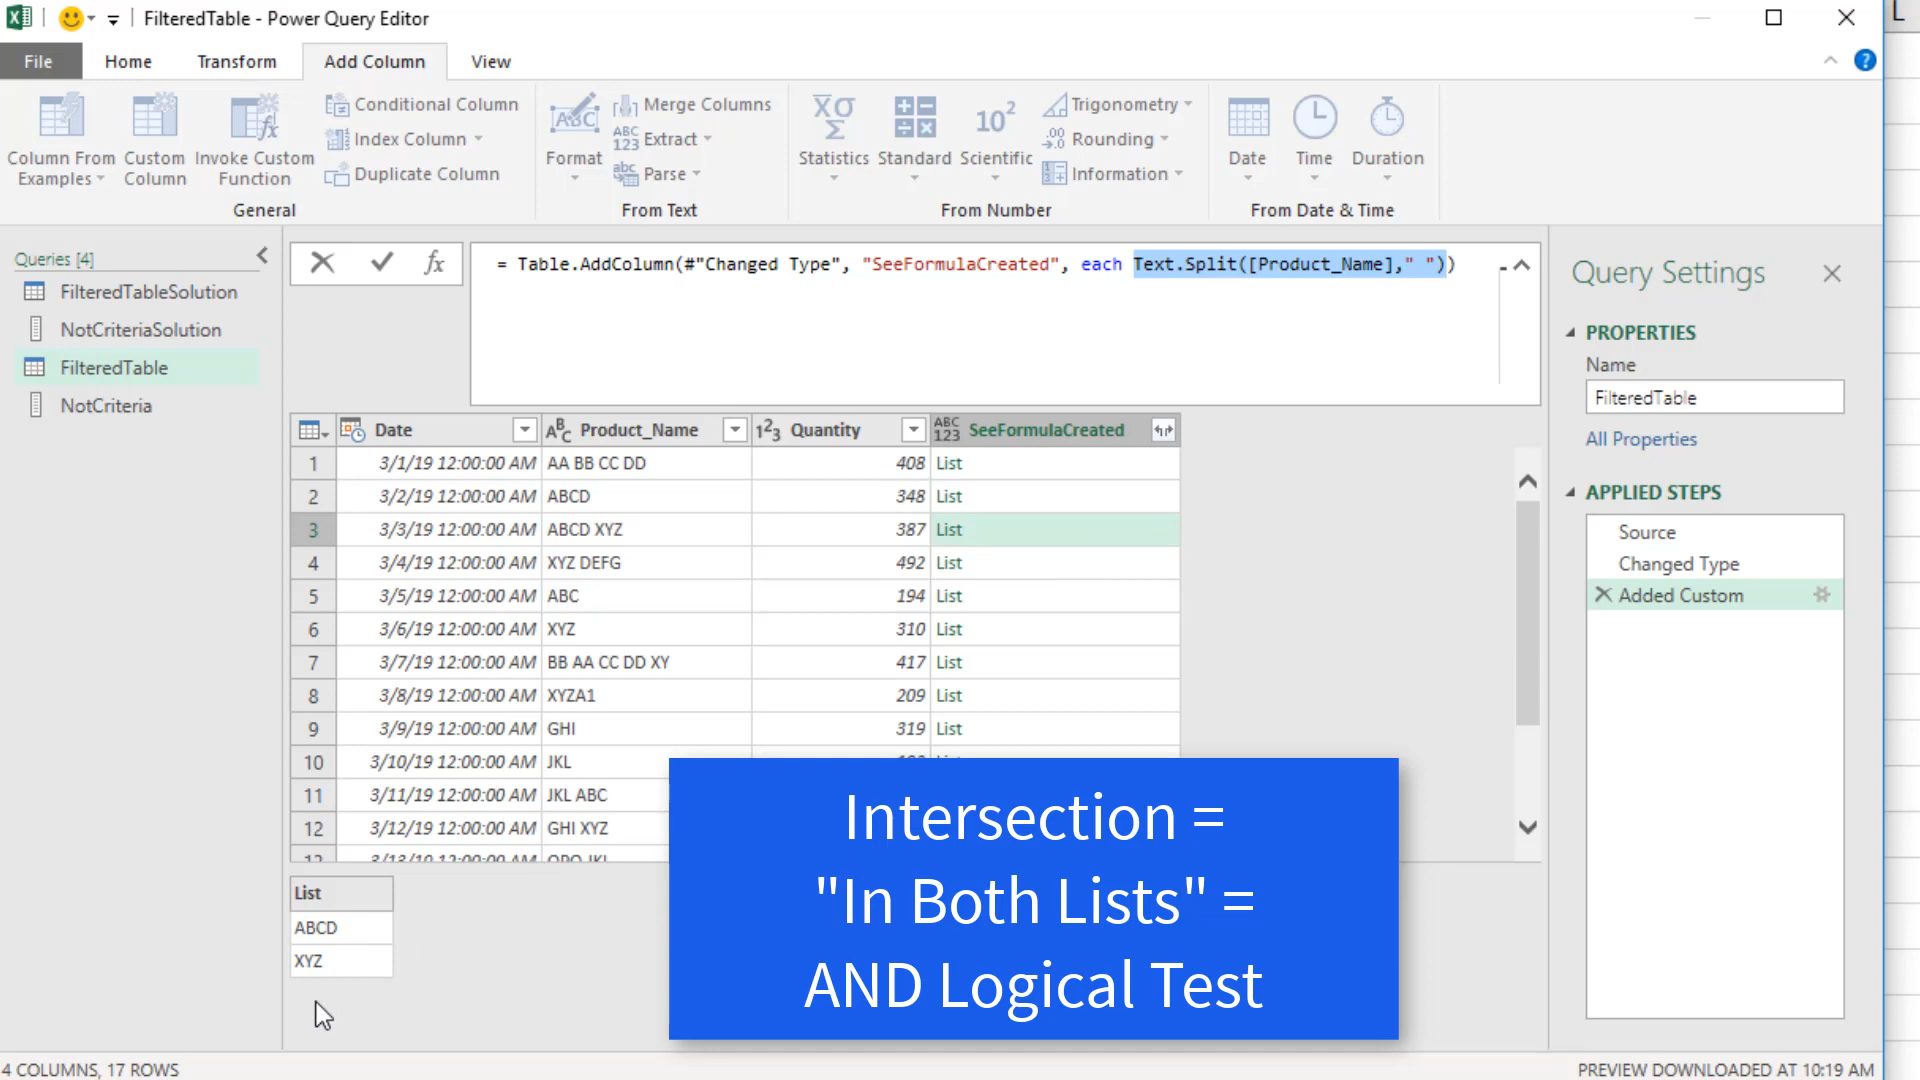 FilteredTable - Power Query Editor
L
File Home Transform Add Column View
Column From Examples
Custom Column
Invoke Custom Function
Conditional Column
Index Column
Duplicate Column
General
Format
Merge Columns
Extract
Parse
From Text
Statistics
Standard
Scientific
Trigonometry
Rounding
Information
From Number
Date
Time
Duration
From Date & Time
Queries [4]
FilteredTableSolution
NotCriteriaSolution
FilteredTable
NotCriteria
= Table.AddColumn(#"Changed Type", "SeeFormulaCreated", each Text.Split([Product_Name]," "))
Date Product_Name Quantity SeeFormulaCreated
1 3/1/19 12:00:00 AM AA BB CC DD 408 List
2 3/2/19 12:00:00 AM ABCD 348 List
3 3/3/19 12:00:00 AM ABCD XYZ 387 List
4 3/4/19 12:00:00 AM XYZ DEFG 492 List
5 3/5/19 12:00:00 AM ABC 194 List
6 3/6/19 12:00:00 AM XYZ 310 List
7 3/7/19 12:00:00 AM BB AA CC DD XY 417 List
8 3/8/19 12:00:00 AM XYZA1 209 List
9 3/9/19 12:00:00 AM GHI 319 List
10 3/10/19 12:00:00 AM JKL
11 3/11/19 12:00:00 AM JKL ABC
12 3/12/19 12:00:00 AM GHI XYZ
List
ABCD
XYZ
Intersection =
"In Both Lists" =
AND Logical Test
Query Settings
PROPERTIES
Name
FilteredTable
All Properties
APPLIED STEPS
Source
Changed Type
Added Custom
4 COLUMNS, 17 ROWS
PREVIEW DOWNLOADED AT 10:19 AM